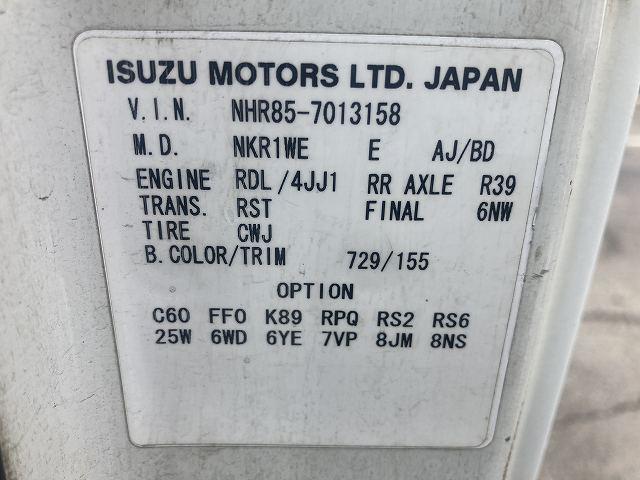 ISUZU MOTORS LTD. JAPAN
V.I.N. NHR85-7013158
M.D. NKR1WE E AJ/BD
ENGINE RDL/4JJ1 RR AXLE R39
TRANS. RST FINAL 6NW
TIRE CWJ
B.COLOR/TRIM 729/155
OPTION
C60 FFO K89 RPQ RS2 RS6
25W 6WD 6YE 7VP 8JM 8NS